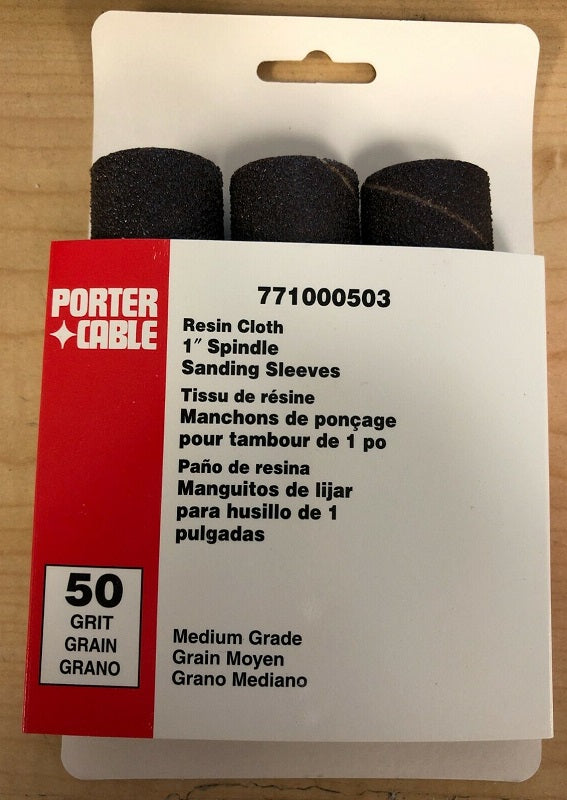 771000503
PORTER
CABLE
Resin Cloth
1″ Spindle
Sanding Sleeves
Tissu de résine
Manchons de ponçage
pour tambour de 1 po
Paño de resina
Manguitos de lijar
para husillo de 1
pulgadas
50
GRIT
GRAIN
GRANO
Medium Grade
Grain Moyen
Grano Mediano